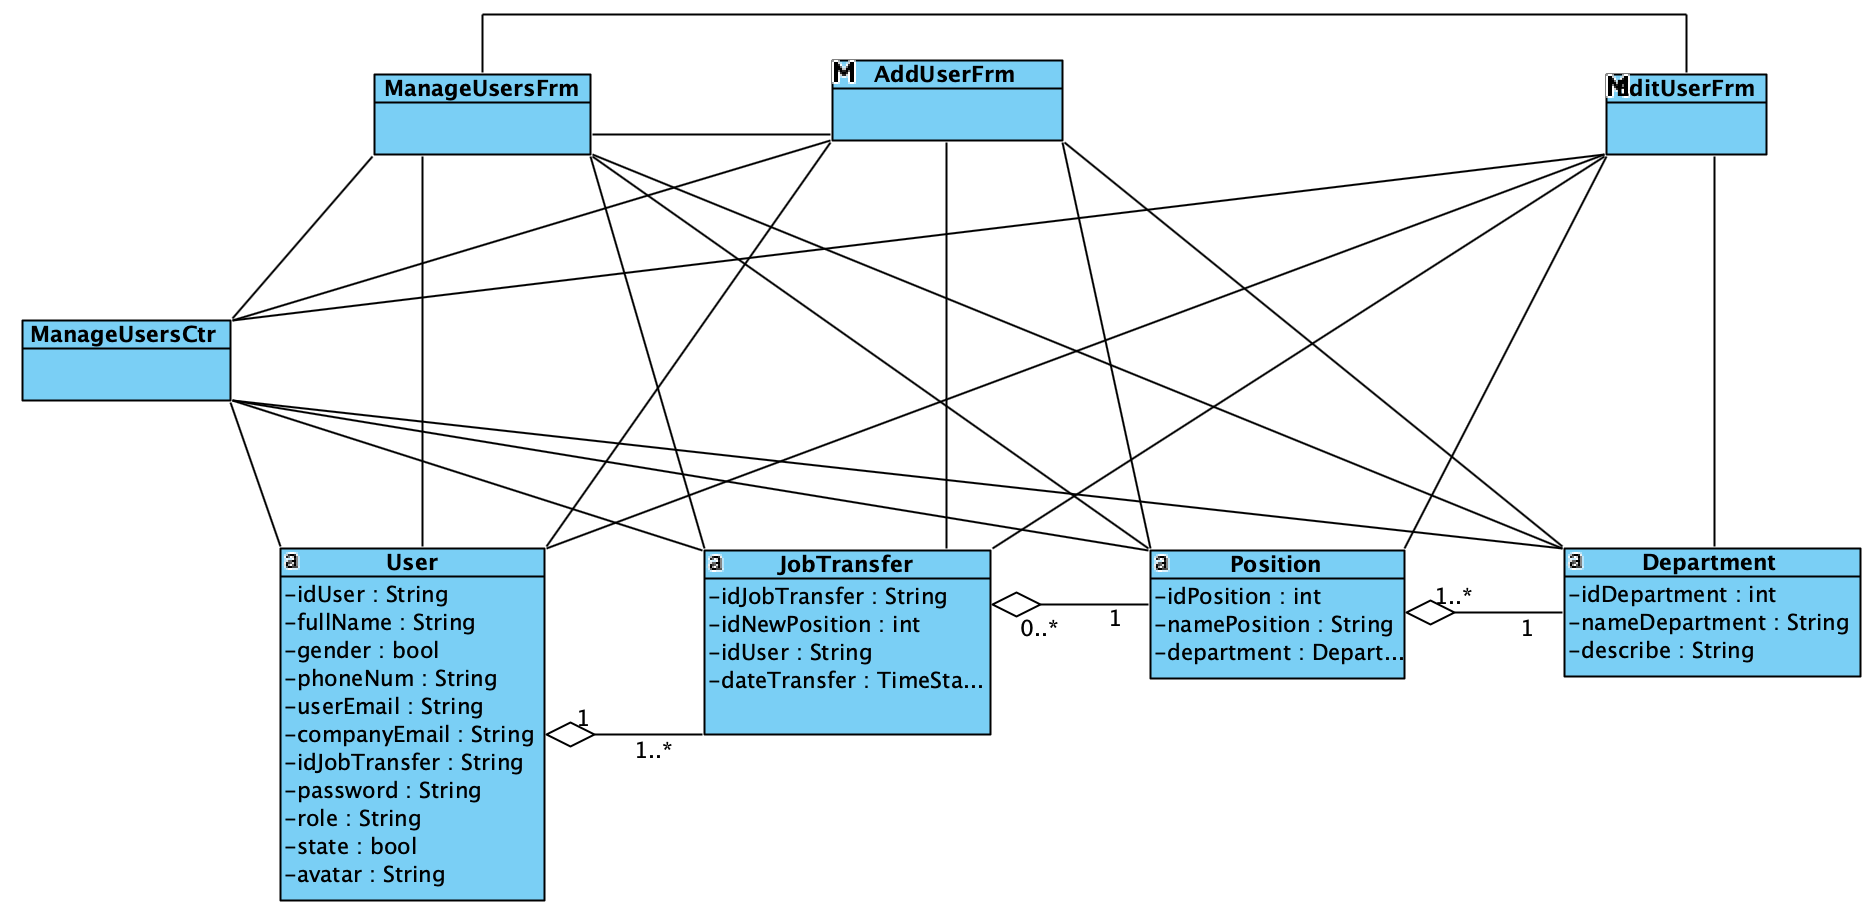 ManageUsersFrm
M AddUserFrm
M ditUserFrm
ManageUsersCtr
a User
-idUser : String
-fullName : String
-gender : bool
-phoneNum : String
-userEmail : String
-companyEmail : String
-idJobTransfer : String
-password : String
-role : String
-state : bool
-avatar : String
1
1..*
a JobTransfer
-idJobTransfer : String
-idNewPosition : int
-idUser : String
-dateTransfer : TimeSta...
0..*
1
a Position
-idPosition : int
-namePosition : String
-department : Depart...
1..*
1
a Department
-idDepartment : int
-nameDepartment : String
-describe : String